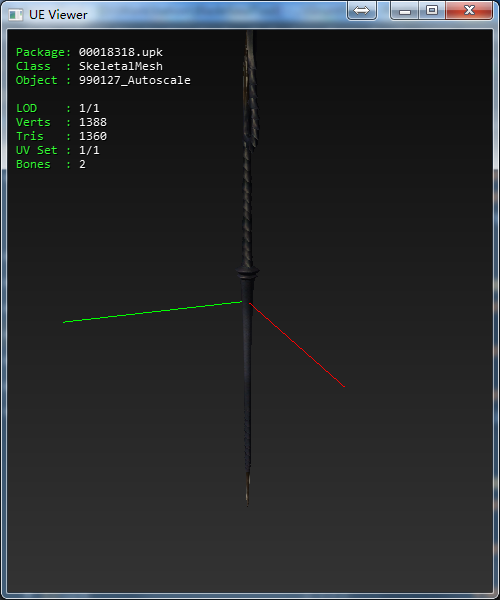 UE Viewer
Package: 00018318.upk
Class : SkeletalMesh
Object : 990127_Autoscale
LOD : 1/1
Verts : 1388
Tris : 1360
UV Set : 1/1
Bones : 2